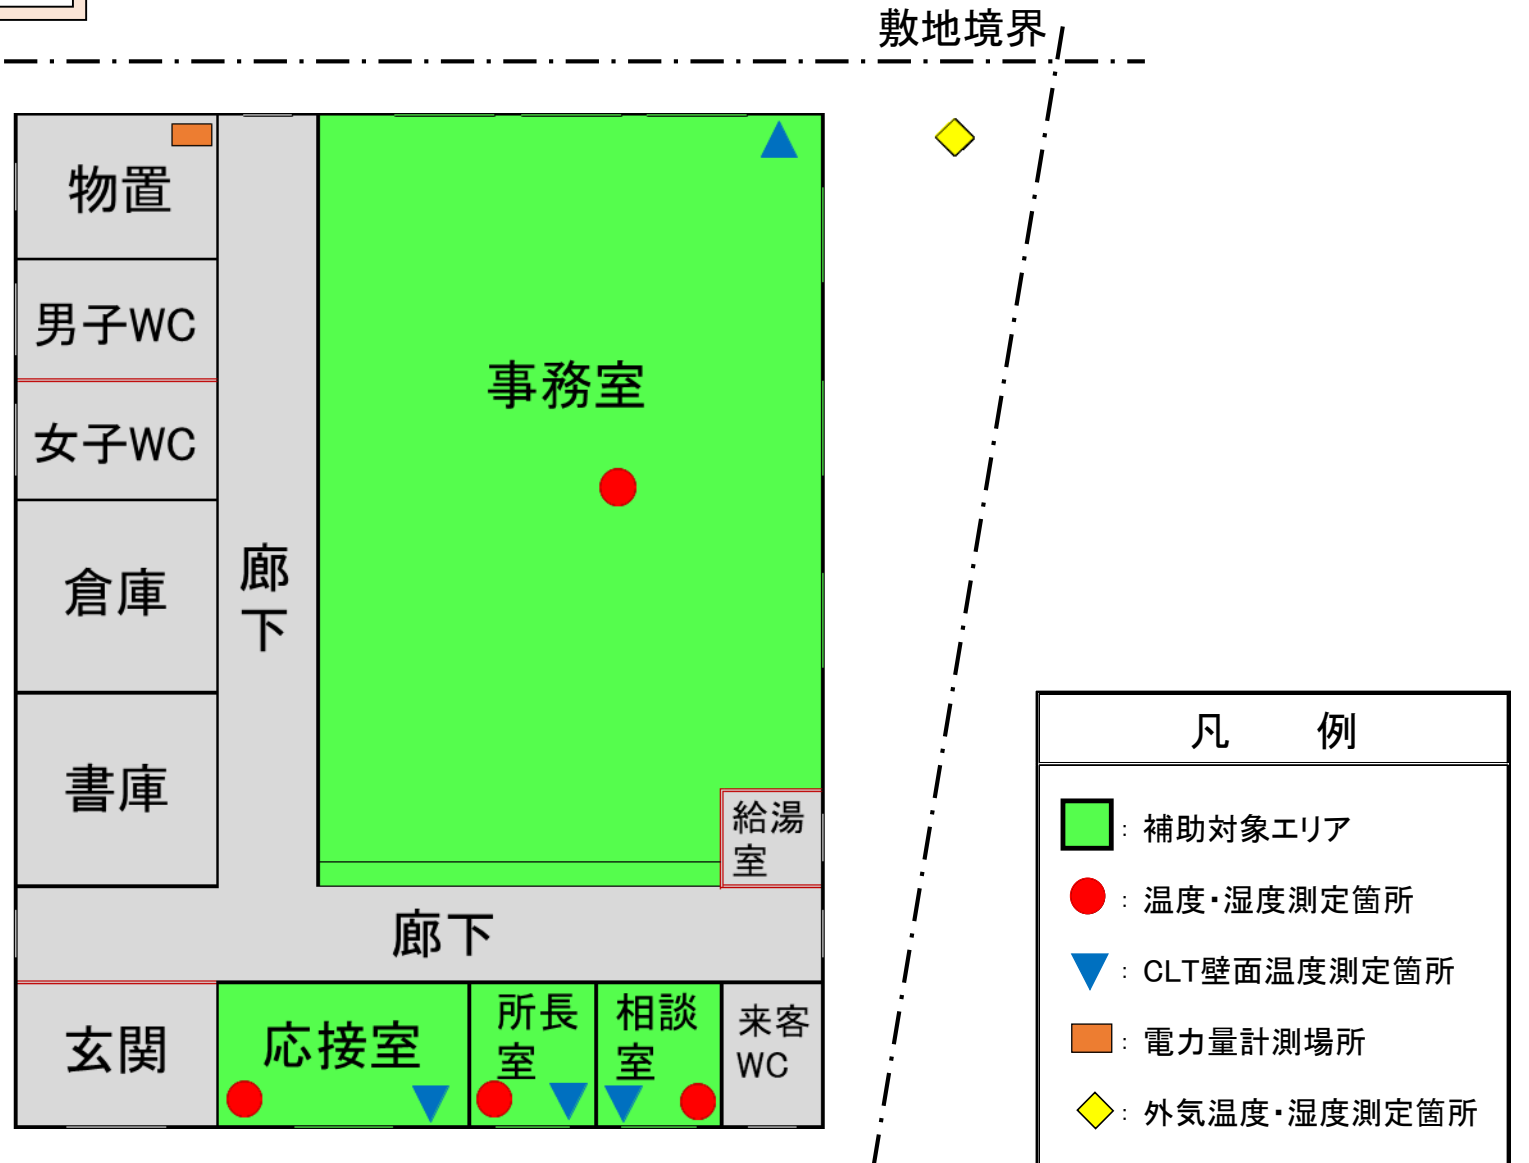 敷地境界
物置
男子WC
女子WC
倉庫
書庫
廊
下
事務室
給湯
室
廊下
玄関
応接室
所長
室
相談
室
来客
WC
凡　例
：補助対象エリア
：温度・湿度測定箇所
：CLT壁面温度測定箇所
：電力量計測場所
：外気温度・湿度測定箇所